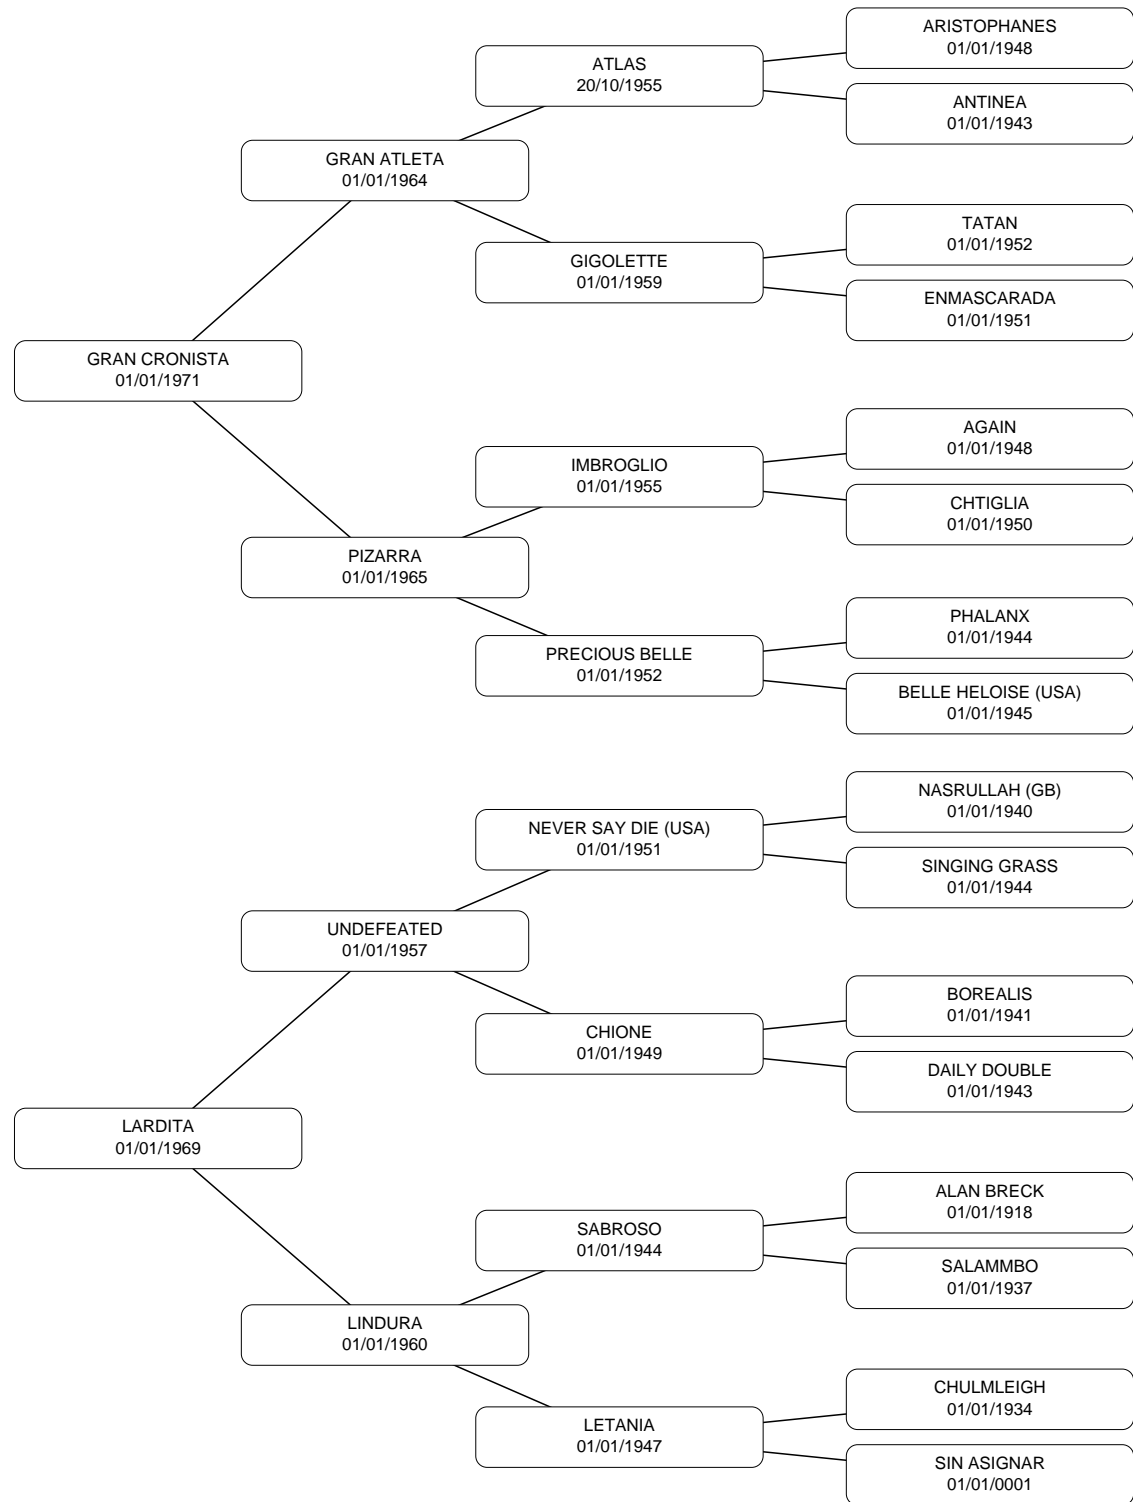 ARISTOPHANES
01/01/1948
ATLAS
20/10/1955
ANTINEA
01/01/1943
GRAN ATLETA
01/01/1964
TATAN
01/01/1952
GIGOLETTE
01/01/1959
ENMASCARADA
01/01/1951
GRAN CRONISTA
01/01/1971
AGAIN
01/01/1948
IMBROGLIO
01/01/1955
CHTIGLIA
01/01/1950
PIZARRA
01/01/1965
PHALANX
01/01/1944
PRECIOUS BELLE
01/01/1952
BELLE HELOISE (USA)
01/01/1945
NASRULLAH (GB)
01/01/1940
NEVER SAY DIE (USA)
01/01/1951
SINGING GRASS
01/01/1944
UNDEFEATED
01/01/1957
BOREALIS
01/01/1941
CHIONE
01/01/1949
DAILY DOUBLE
01/01/1943
LARDITA
01/01/1969
ALAN BRECK
01/01/1918
SABROSO
01/01/1944
SALAMMBO
01/01/1937
LINDURA
01/01/1960
CHULMLEIGH
01/01/1934
LETANIA
01/01/1947
SIN ASIGNAR
01/01/0001